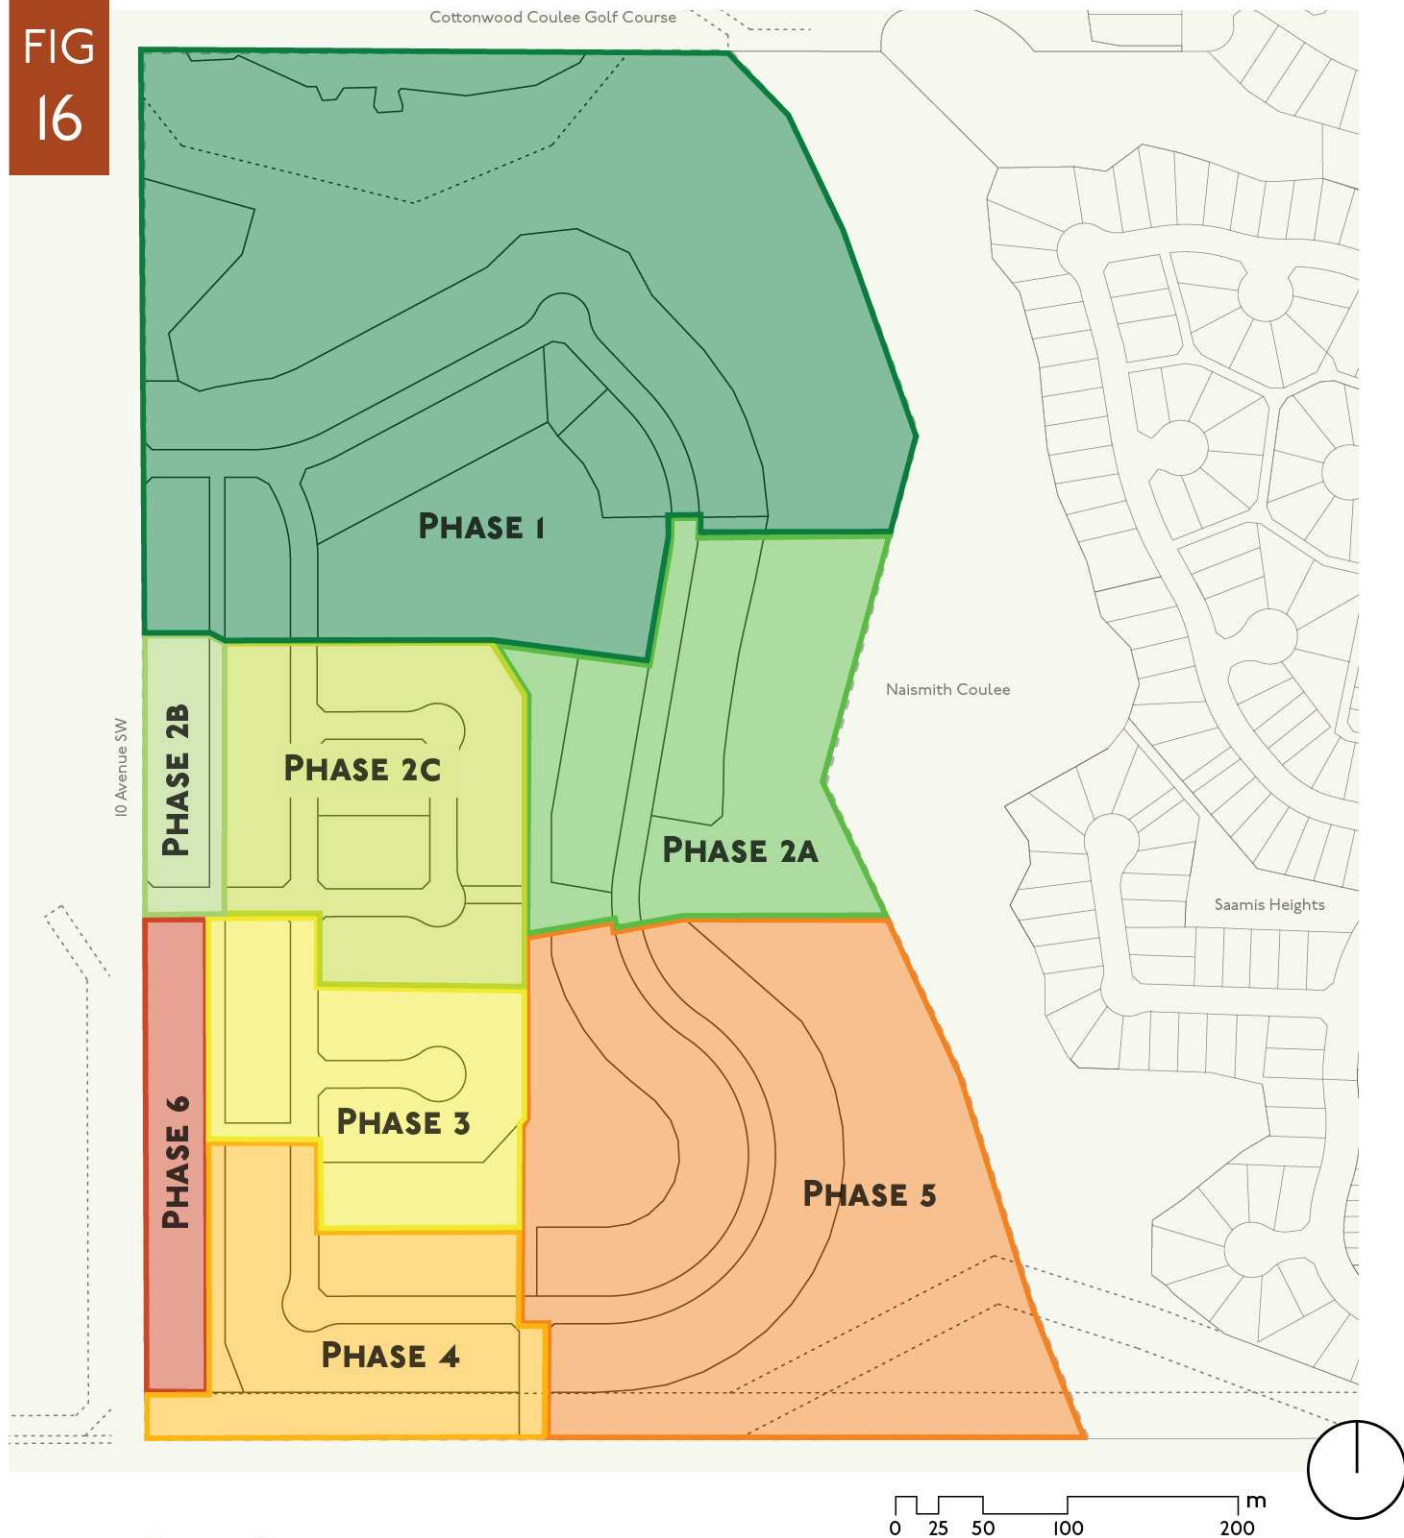 Cottonwood Coulee Golf Course
FIG
16
PHASE 1
Naismith Coulee
10 Avenue SW
PHASE 2B
PHASE 2C
PHASE 2A
Saamis Heights
PHASE 6
PHASE 3
PHASE 5
PHASE 4
m
0 25 50 100 200